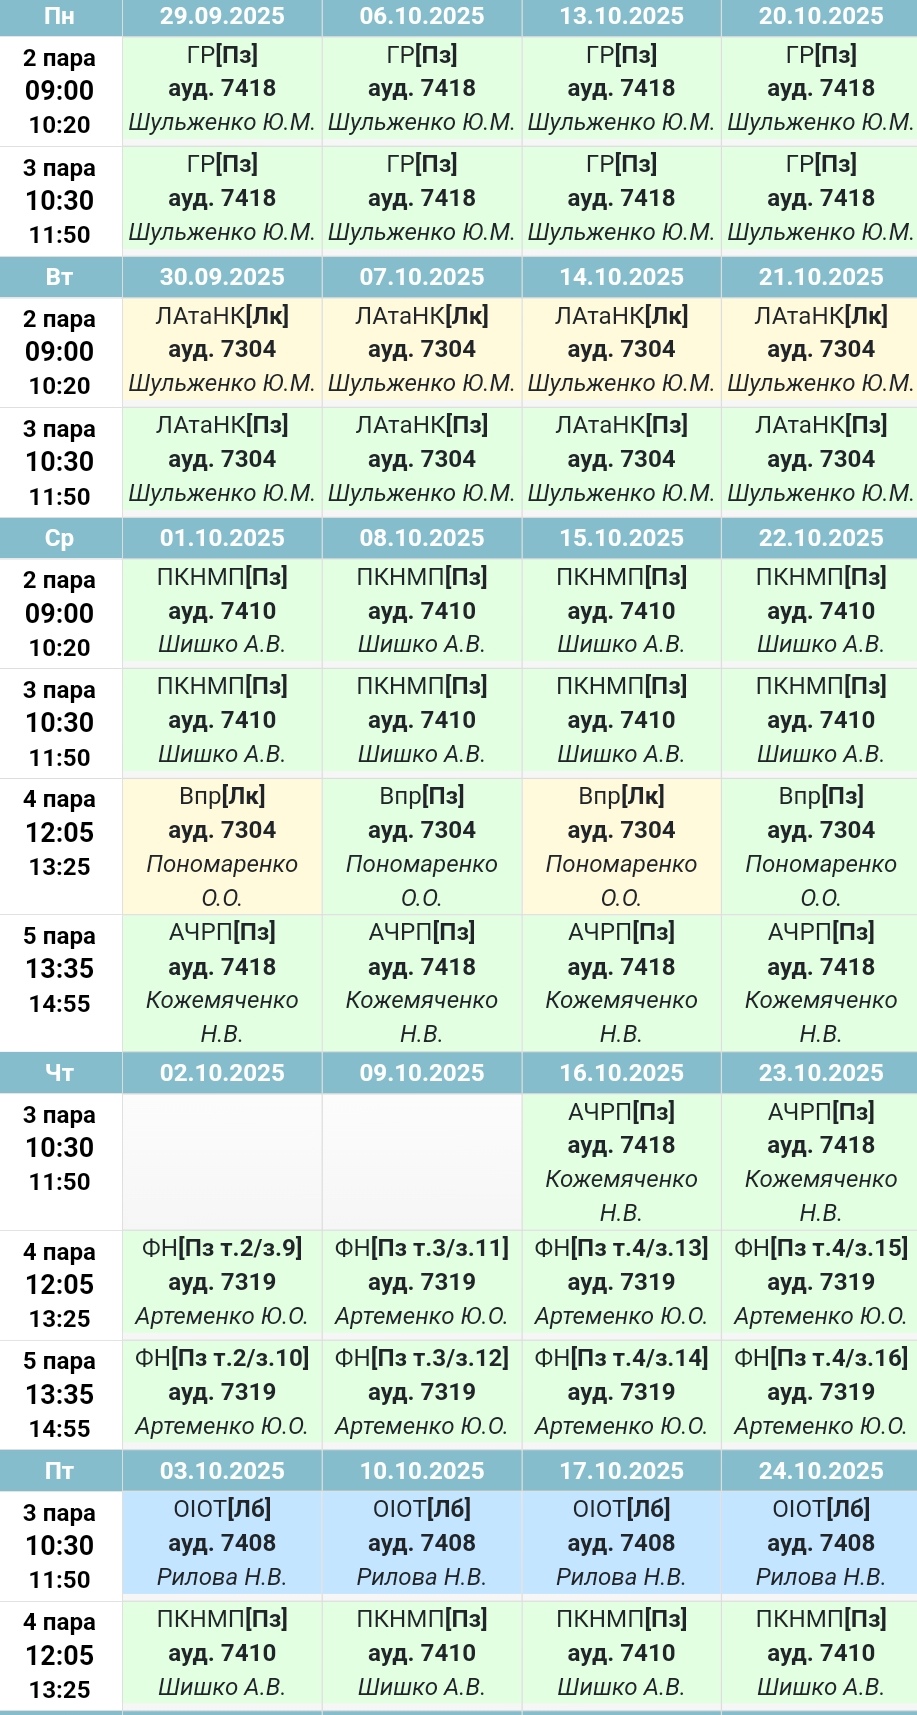 Пн 29.09.2025 06.10.2025 13.10.2025 20.10.2025
2 пара ГР[Пз] ГР[Пз] ГР[Пз] ГР[Пз]
09:00 ауд. 7418 ауд. 7418 ауд. 7418 ауд. 7418
10:20 Шульженко Ю.М. Шульженко Ю.М. Шульженко Ю.М. Шульженко Ю.М.
3 пара ГР[Пз] ГР[Пз] ГР[Пз] ГР[Пз]
10:30 ауд. 7418 ауд. 7418 ауд. 7418 ауд. 7418
11:50 Шульженко Ю.М. Шульженко Ю.М. Шульженко Ю.М. Шульженко Ю.М.
Вт 30.09.2025 07.10.2025 14.10.2025 21.10.2025
2 пара ЛАтаНК[Лк] ЛАтаНК[Лк] ЛАтаНК[Лк] ЛАтаНК[Лк]
09:00 ауд. 7304 ауд. 7304 ауд. 7304 ауд. 7304
10:20 Шульженко Ю.М. Шульженко Ю.М. Шульженко Ю.М. Шульженко Ю.М.
3 пара ЛАтаНК[Пз] ЛАтаНК[Пз] ЛАтаНК[Пз] ЛАтаНК[Пз]
10:30 ауд. 7304 ауд. 7304 ауд. 7304 ауд. 7304
11:50 Шульженко Ю.М. Шульженко Ю.М. Шульженко Ю.М. Шульженко Ю.М.
Ср 01.10.2025 08.10.2025 15.10.2025 22.10.2025
2 пара ПКНМП[Пз] ПКНМП[Пз] ПКНМП[Пз] ПКНМП[Пз]
09:00 ауд. 7410 ауд. 7410 ауд. 7410 ауд. 7410
10:20 Шишко А.В. Шишко А.В. Шишко А.В. Шишко А.В.
3 пара ПКНМП[Пз] ПКНМП[Пз] ПКНМП[Пз] ПКНМП[Пз]
10:30 ауд. 7410 ауд. 7410 ауд. 7410 ауд. 7410
11:50 Шишко А.В. Шишко А.В. Шишко А.В. Шишко А.В.
4 пара Впр[Лк] Впр[Пз] Впр[Лк] Впр[Пз]
12:05 ауд. 7304 ауд. 7304 ауд. 7304 ауд. 7304
13:25 Пономаренко Пономаренко Пономаренко Пономаренко
О.О. О.О. О.О. О.О.
5 пара АЧРП[Пз] АЧРП[Пз] АЧРП[Пз] АЧРП[Пз]
13:35 ауд. 7418 ауд. 7418 ауд. 7418 ауд. 7418
14:55 Кожемяченко Кожемяченко Кожемяченко Кожемяченко
Н.В. Н.В. Н.В. Н.В.
Чт 02.10.2025 09.10.2025 16.10.2025 23.10.2025
3 пара АЧРП[Пз] АЧРП[Пз]
10:30 ауд. 7418 ауд. 7418
11:50 Кожемяченко Кожемяченко
Н.В. Н.В.
4 пара ФН[Пз т.2/з.9] ФН[Пз т.3/з.11] ФН[Пз т.4/з.13] ФН[Пз т.4/з.15]
12:05 ауд. 7319 ауд. 7319 ауд. 7319 ауд. 7319
13:25 Артеменко Ю.О. Артеменко Ю.О. Артеменко Ю.О. Артеменко Ю.О.
5 пара ФН[Пз т.2/з.10] ФН[Пз т.3/з.12] ФН[Пз т.4/з.14] ФН[Пз т.4/з.16]
13:35 ауд. 7319 ауд. 7319 ауд. 7319 ауд. 7319
14:55 Артеменко Ю.О. Артеменко Ю.О. Артеменко Ю.О. Артеменко Ю.О.
Пт 03.10.2025 10.10.2025 17.10.2025 24.10.2025
3 пара ОІОТ[Лб] ОІОТ[Лб] ОІОТ[Лб] ОІОТ[Лб]
10:30 ауд. 7408 ауд. 7408 ауд. 7408 ауд. 7408
11:50 Рилова Н.В. Рилова Н.В. Рилова Н.В. Рилова Н.В.
4 пара ПКНМП[Пз] ПКНМП[Пз] ПКНМП[Пз] ПКНМП[Пз]
12:05 ауд. 7410 ауд. 7410 ауд. 7410 ауд. 7410
13:25 Шишко А.В. Шишко А.В. Шишко А.В. Шишко А.В.